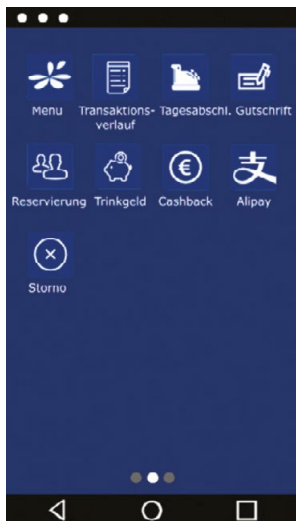 Menu Transaktions- Tagesabschl. Gutschrift
verlauf
Reservierung Trinkgeld Cashback Alipay
Storno